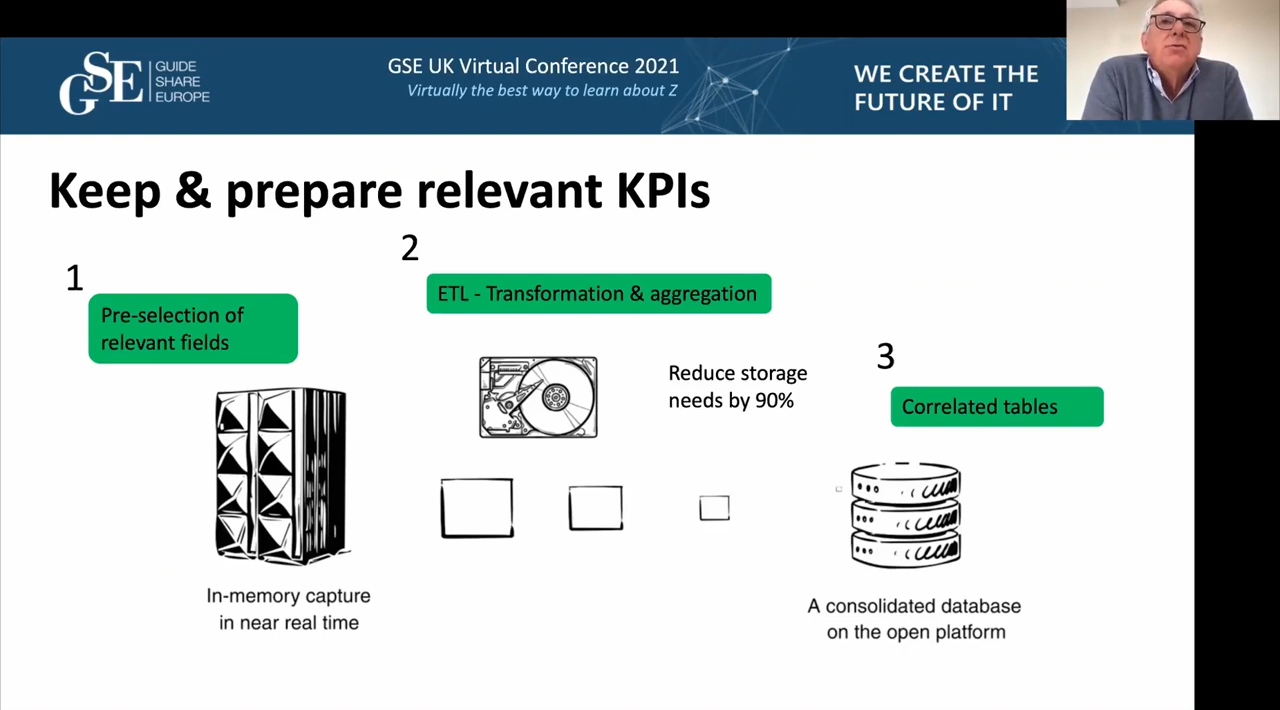 GSE
GUIDE
SHARE
EUROPE
GSE UK Virtual Conference 2021
Virtually the best way to learn about Z
WE CREATE THE
FUTURE OF IT
Keep & prepare relevant KPIs
1
Pre-selection of
relevant fields
In-memory capture
in near real time
2
ETL - Transformation & aggregation
Reduce storage
needs by 90%
3
Correlated tables
A consolidated database
on the open platform